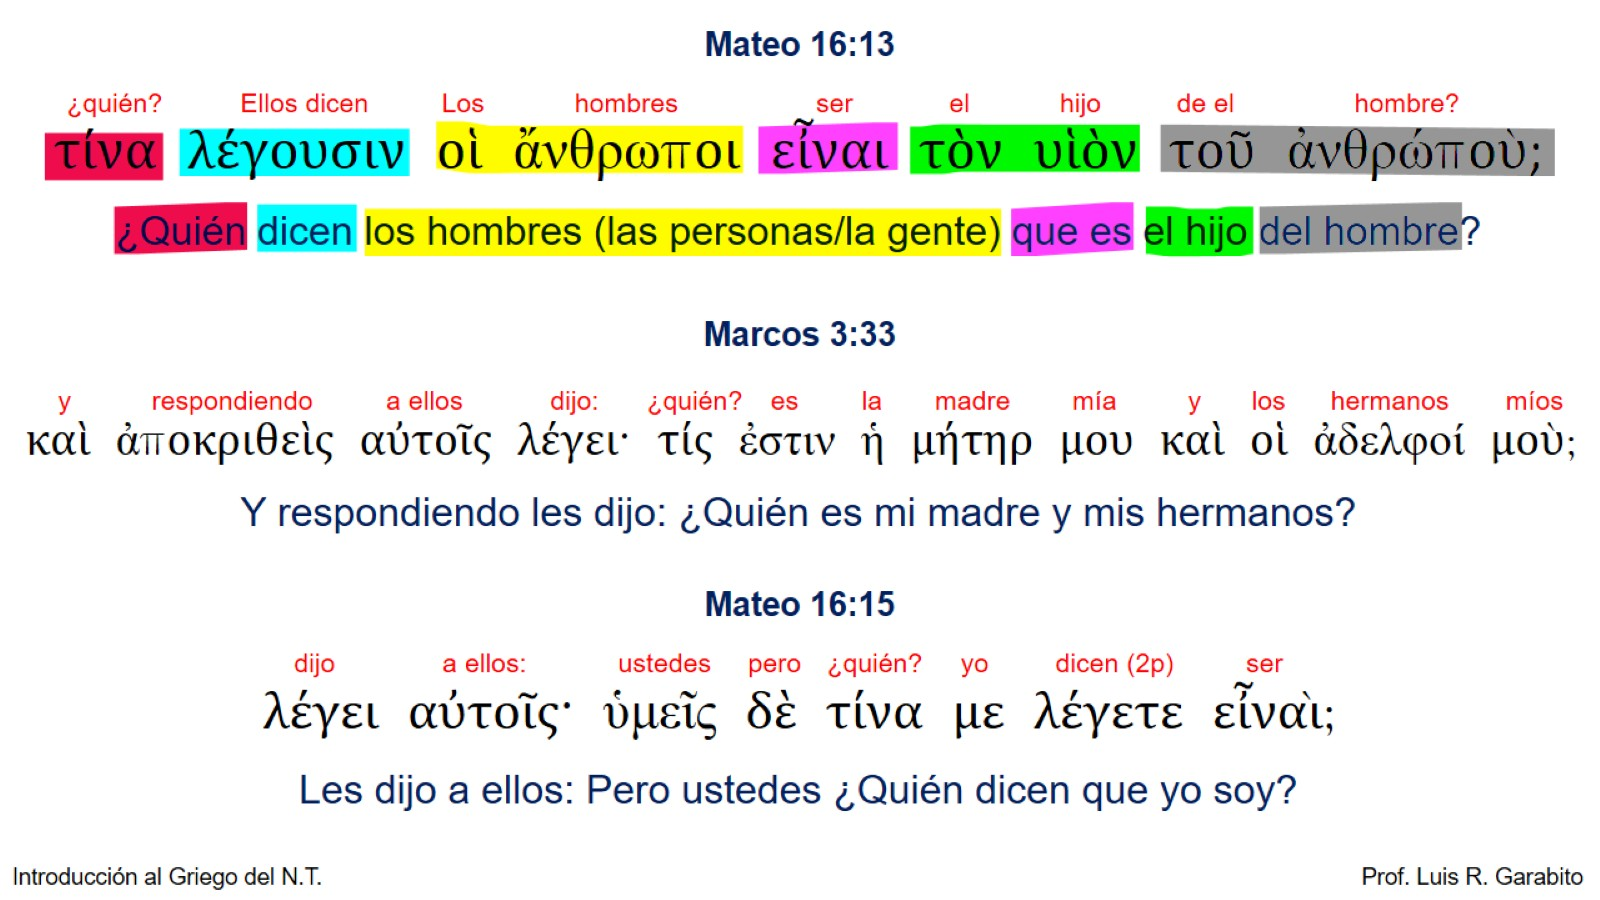 Mateo 16:13
¿quién? Ellos dicen Los hombres ser el hijo de el hombre?
τίνα λέγουσιν οἱ ἄνθρωποι εἶναι τὸν υἱὸν τοῦ ἀνθρώποὺ;
¿Quién dicen los hombres (las personas/la gente) que es el hijo del hombre?
Marcos 3:33
y respondiendo a ellos dijo: ¿quién? es la madre mía y los hermanos míos
καὶ ἀποκριθεὶς αὐτοῖς λέγει· τίς ἐστιν ἡ μήτηρ μου καὶ οἱ ἀδελφοί μοὺ;
Y respondiendo les dijo: ¿Quién es mi madre y mis hermanos?
Mateo 16:15
dijo a ellos: ustedes pero ¿quién? yo dicen (2p) ser
λέγει αὐτοῖς· ὑμεῖς δὲ τίνα με λέγετε εἶναὶ;
Les dijo a ellos: Pero ustedes ¿Quién dicen que yo soy?
Introducción al Griego del N.T. Prof. Luis R. Garabito